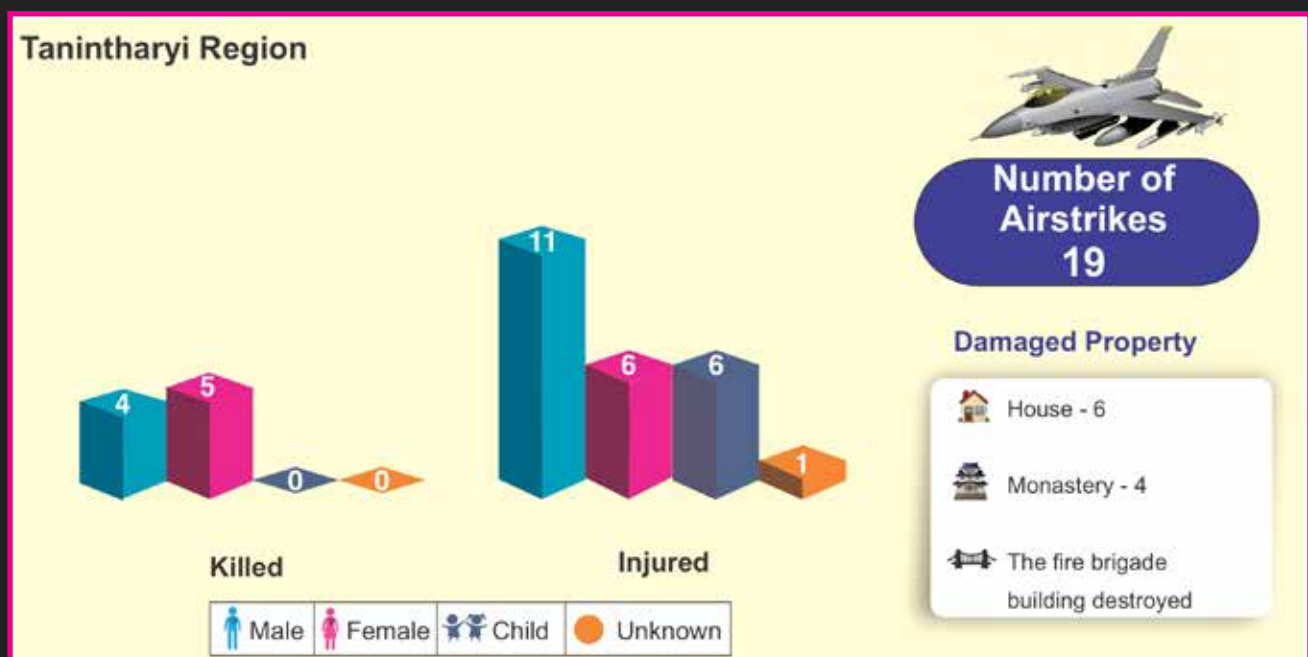 Tanintharyi Region
Number of
Airstrikes
19
11
6
6
1
4
5
0
0
Killed
Injured
Male
Female
Child
Unknown
Damaged Property
House - 6
Monastery - 4
The fire brigade
building destroyed